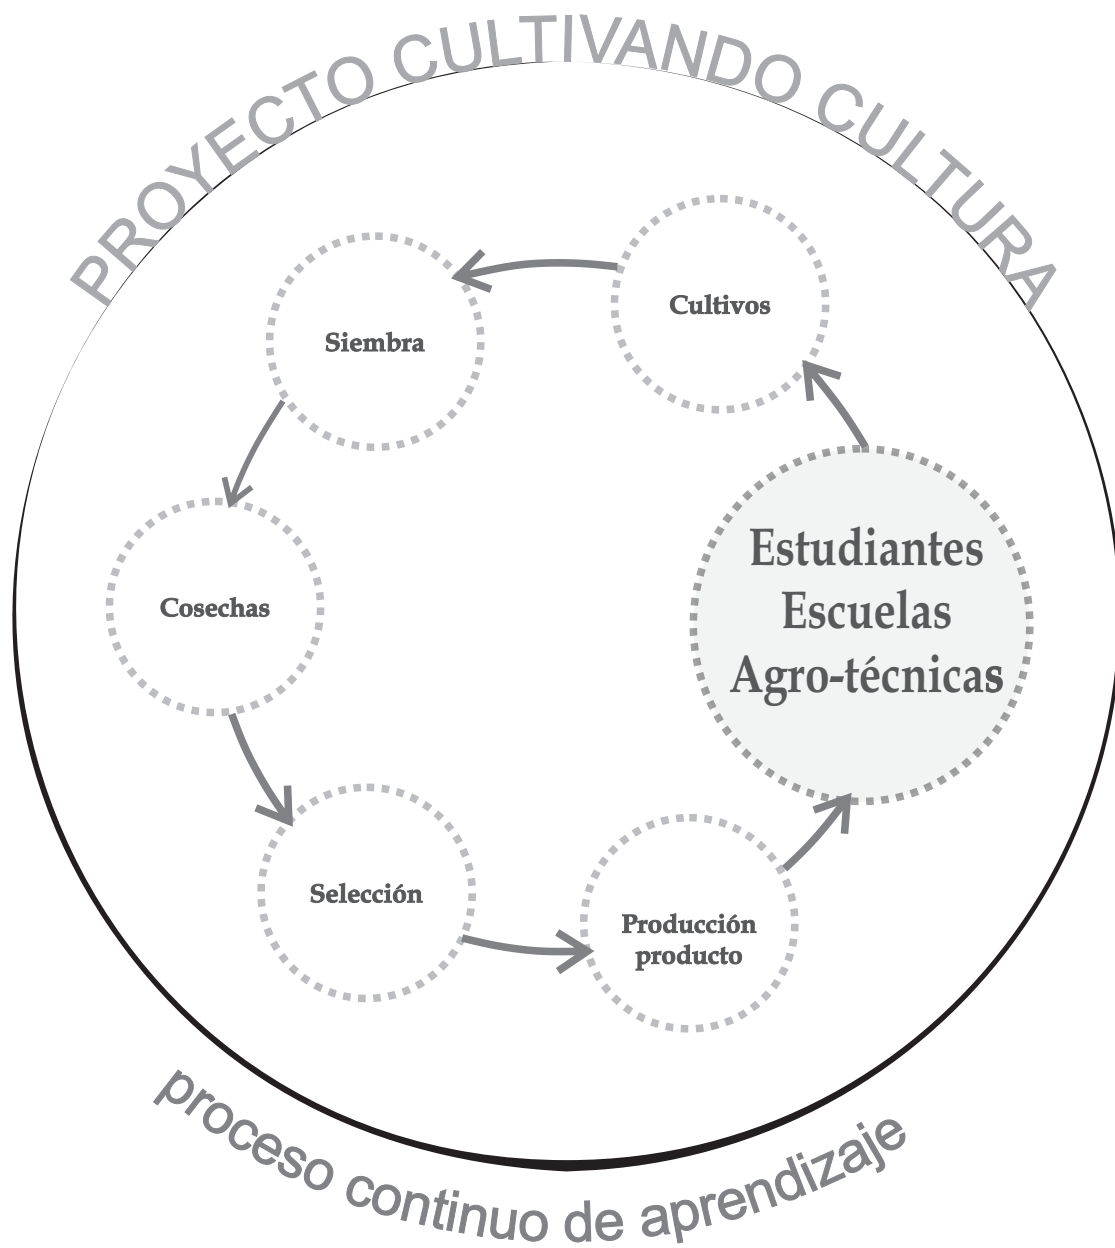 PROYECTO CULTIVANDO CULTURA
Cultivos
Siembra
Estudiantes
Escuelas
Agro-técnicas
Cosechas
Selección
Producción
producto
proceso continuo de aprendizaje